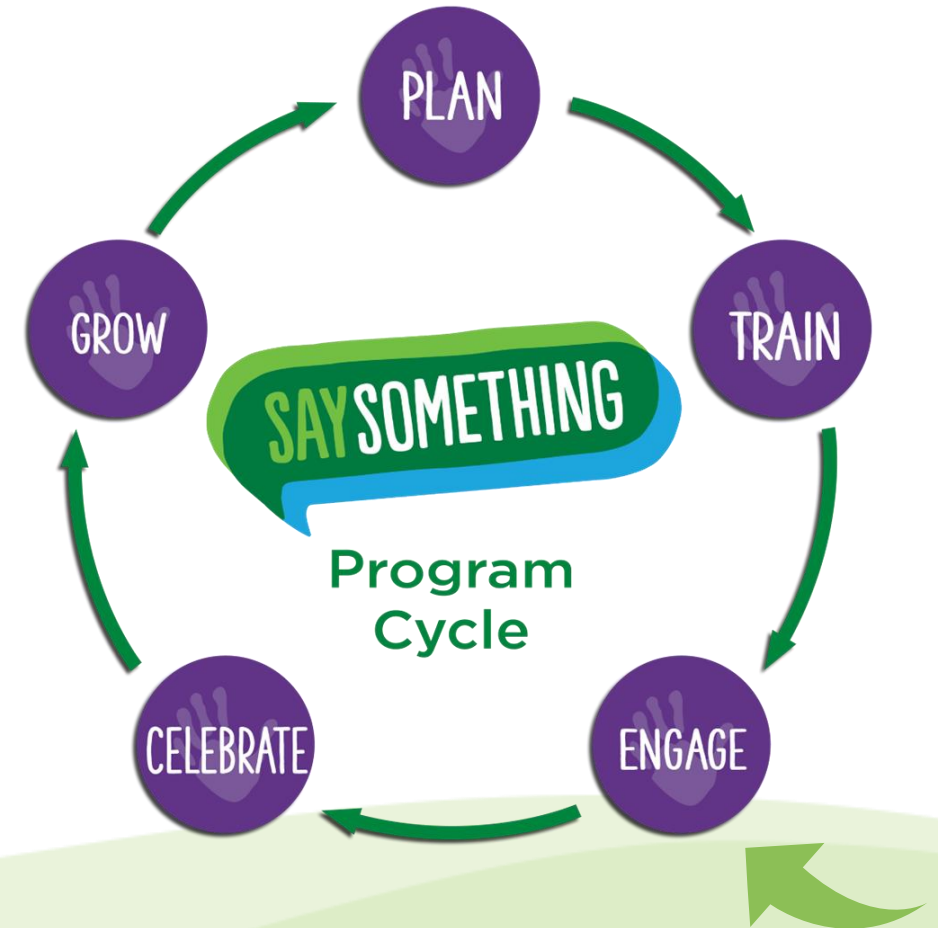 PLAN
TRAIN
ENGAGE
CELEBRATE
GROW
SAYSOMETHING
Program
Cycle